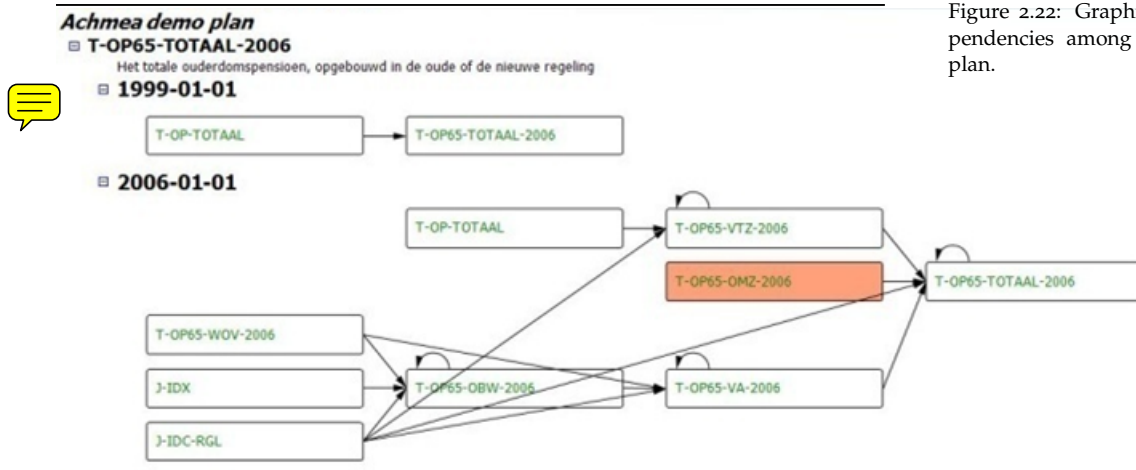 Achmea demo plan
T-OP65-TOTAAL-2006
Het totale ouderdomspensioen, opgebouwd in de oude of de nieuwe regeling
1999-01-01
T-OP-TOTAAL
T-OP65-TOTAAL-2006
2006-01-01
T-OP-TOTAAL
T-OP65-VTZ-2006
T-OP65-OMZ-2006
T-OP65-TOTAAL-2006
T-OP65-WOV-2006
J-IDX
T-OP65-OBW-2006
T-OP65-VA-2006
J-IDC-RGL
Figure 2.22: Graph
pendencies among
plan.